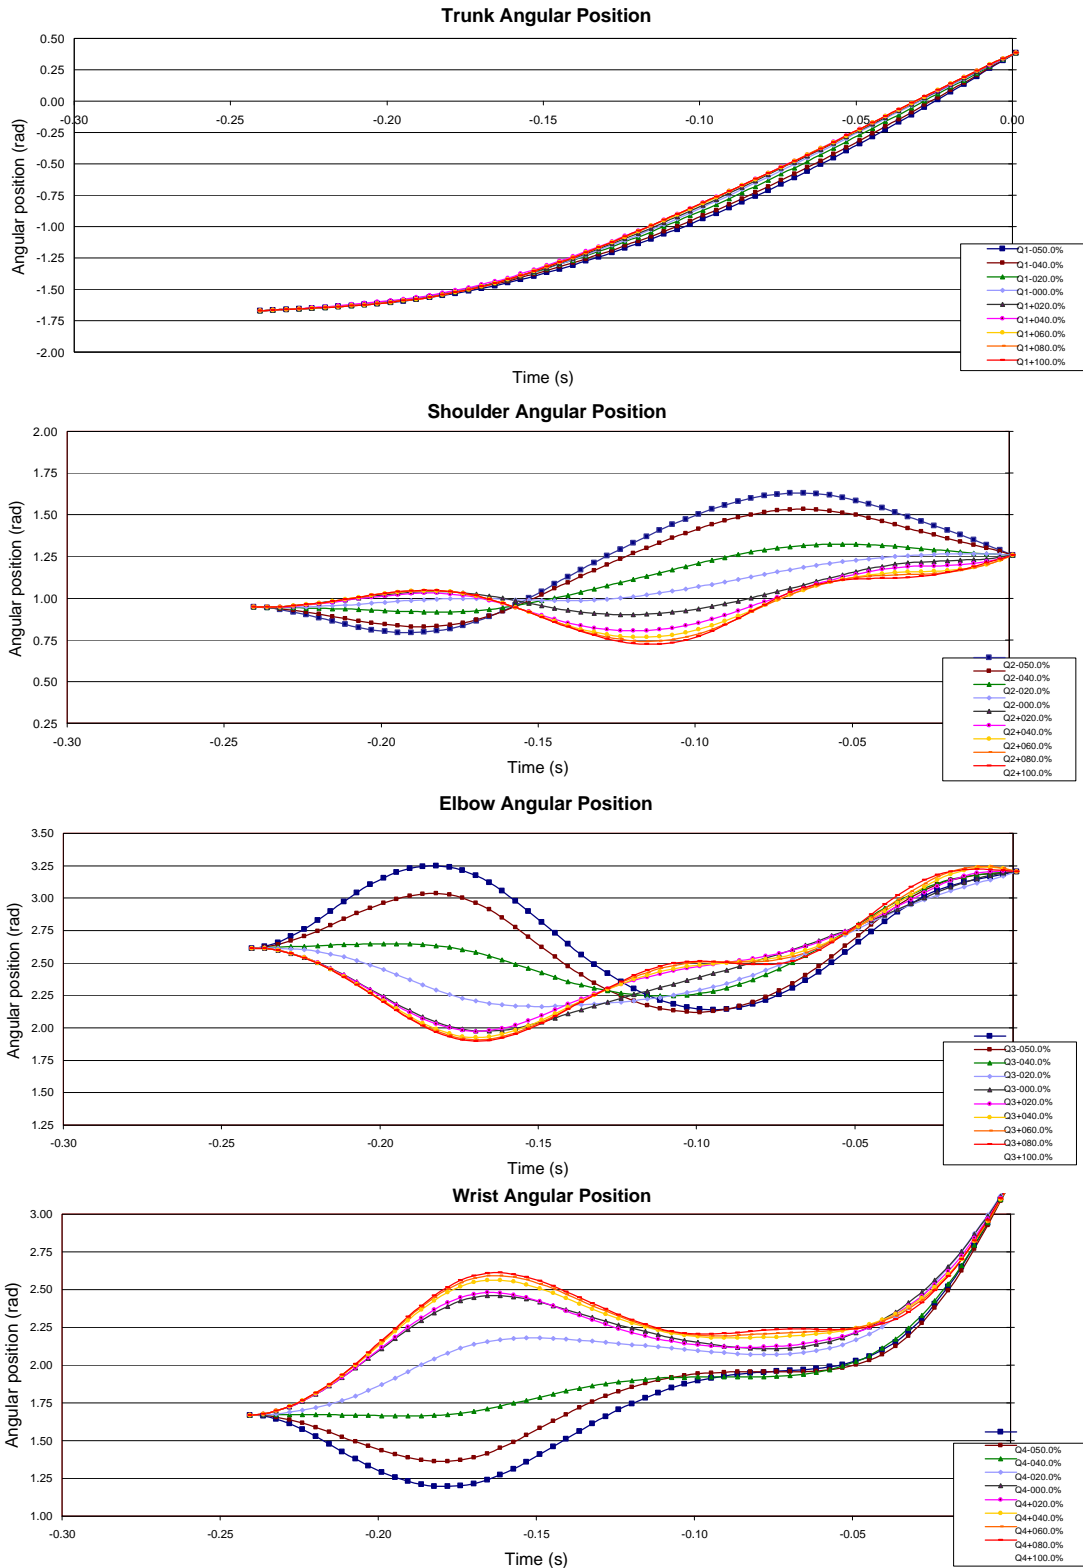 Trunk Angular Position
0.50
0.25
0.00
-0.25
-0.50
-0.75
-1.00
-1.25
-1.50
-1.75
-2.00
-0.30
-0.25
-0.20
-0.15
-0.10
-0.05
0.00
Angular position (rad)
Time (s)
Q1-050.0%
Q1-040.0%
Q1-020.0%
Q1-000.0%
Q1+020.0%
Q1+040.0%
Q1+060.0%
Q1+080.0%
Q1+100.0%
Shoulder Angular Position
2.00
1.75
1.50
1.25
1.00
0.75
0.50
0.25
-0.30
-0.25
-0.20
-0.15
-0.10
-0.05
Angular position (rad)
Time (s)
Q2-050.0%
Q2-040.0%
Q2-020.0%
Q2-000.0%
Q2+020.0%
Q2+040.0%
Q2+060.0%
Q2+080.0%
Q2+100.0%
Elbow Angular Position
3.50
3.25
3.00
2.75
2.50
2.25
2.00
1.75
1.50
1.25
-0.30
-0.25
-0.20
-0.15
-0.10
-0.05
Angular position (rad)
Time (s)
Q3-050.0%
Q3-040.0%
Q3-020.0%
Q3-000.0%
Q3+020.0%
Q3+040.0%
Q3+060.0%
Q3+080.0%
Q3+100.0%
Wrist Angular Position
3.00
2.75
2.50
2.25
2.00
1.75
1.50
1.25
1.00
-0.30
-0.25
-0.20
-0.15
-0.10
-0.05
Angular position (rad)
Time (s)
Q4-050.0%
Q4-040.0%
Q4-020.0%
Q4-000.0%
Q4+020.0%
Q4+040.0%
Q4+060.0%
Q4+080.0%
Q4+100.0%